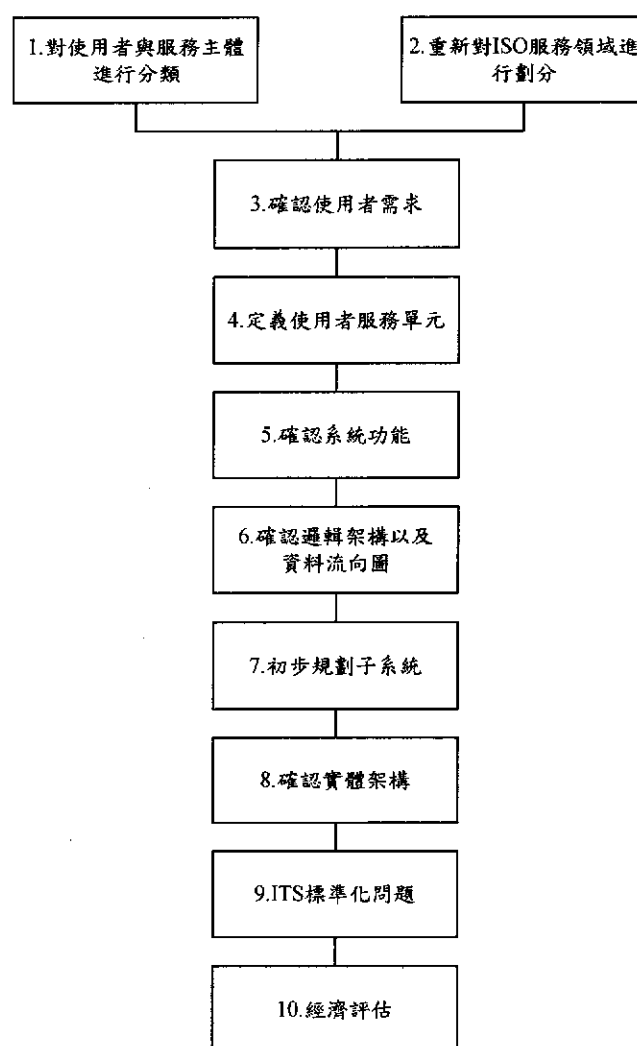 1.對使用者與服務主體
進行分類
2.重新對ISO服務領域進
行劃分
3.確認使用者需求
4.定義使用者服務單元
5.確認系統功能
6.確認邏輯架構以及
資料流向圖
7.初步規劃子系統
8.確認實體架構
9.ITS標準化問題
10.經濟評估